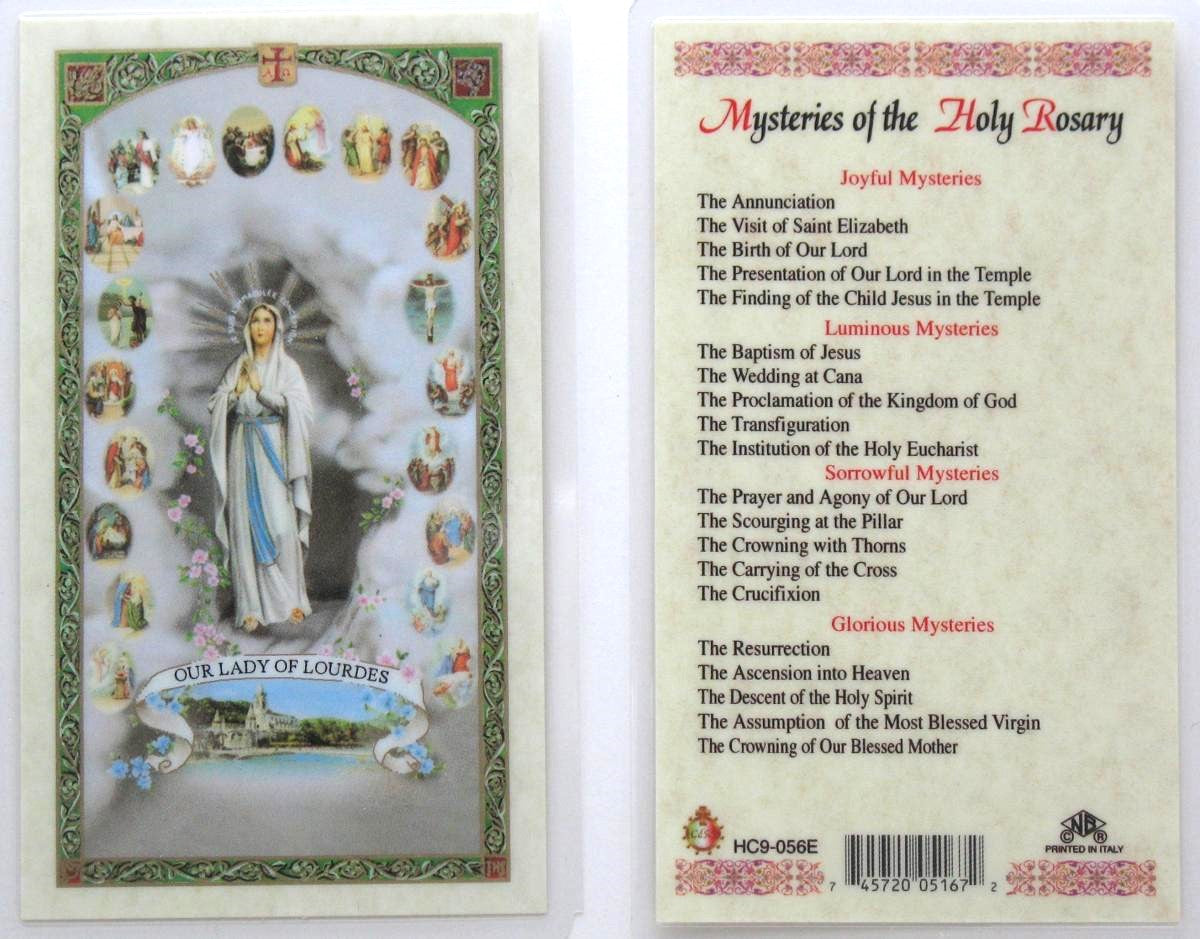 OUR LADY OF LOURDES
Mysteries of the Holy Rosary
Joyful Mysteries
The Annunciation
The Visit of Saint Elizabeth
The Birth of Our Lord
The Presentation of Our Lord in the Temple
The Finding of the Child Jesus in the Temple
Luminous Mysteries
The Baptism of Jesus
The Wedding at Cana
The Proclamation of the Kingdom of God
The Transfiguration
The Institution of the Holy Eucharist
Sorrowful Mysteries
The Prayer and Agony of Our Lord
The Scourging at the Pillar
The Crowning with Thorns
The Carrying of the Cross
The Crucifixion
Glorious Mysteries
The Resurrection
The Ascension into Heaven
The Descent of the Holy Spirit
The Assumption of the Most Blessed Virgin
The Crowning of Our Blessed Mother
HC9-056E
7 45720 05167 2
© NB ®
PRINTED IN ITALY